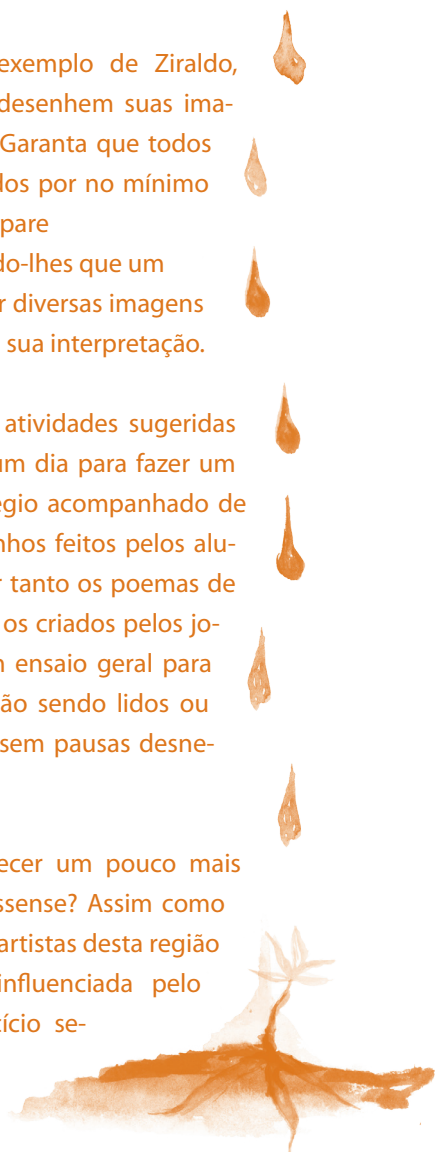 exemplo de Ziraldo,
desenhem suas ima-
Garanta que todos
dos por no mínimo
pare
do-lhes que um
r diversas imagens
sua interpretação.
atividades sugeridas
um dia para fazer um
égio acompanhado de
nhos feitos pelos alu-
r tanto os poemas de
os criados pelos jo-
n ensaio geral para
ão sendo lidos ou
sem pausas desne-
ecer um pouco mais
ssense? Assim como
artistas desta região
influenciada pelo
cício se-